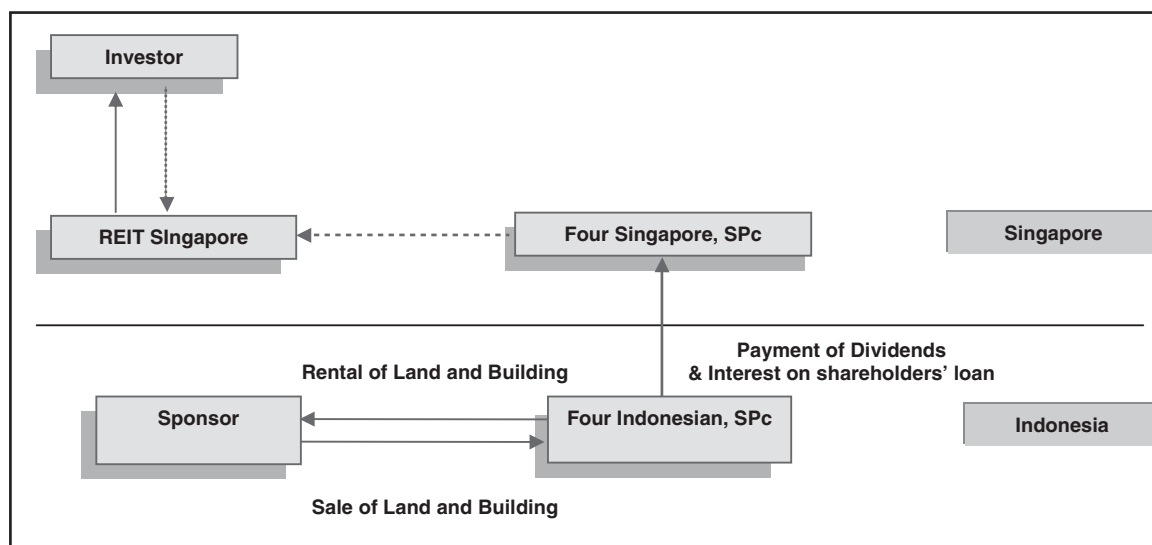 Investor
REIT SIngapore
Four Singapore, SPc
Singapore
Payment of Dividends
& Interest on shareholders' loan
Rental of Land and Building
Sponsor
Four Indonesian, SPc
Indonesia
Sale of Land and Building